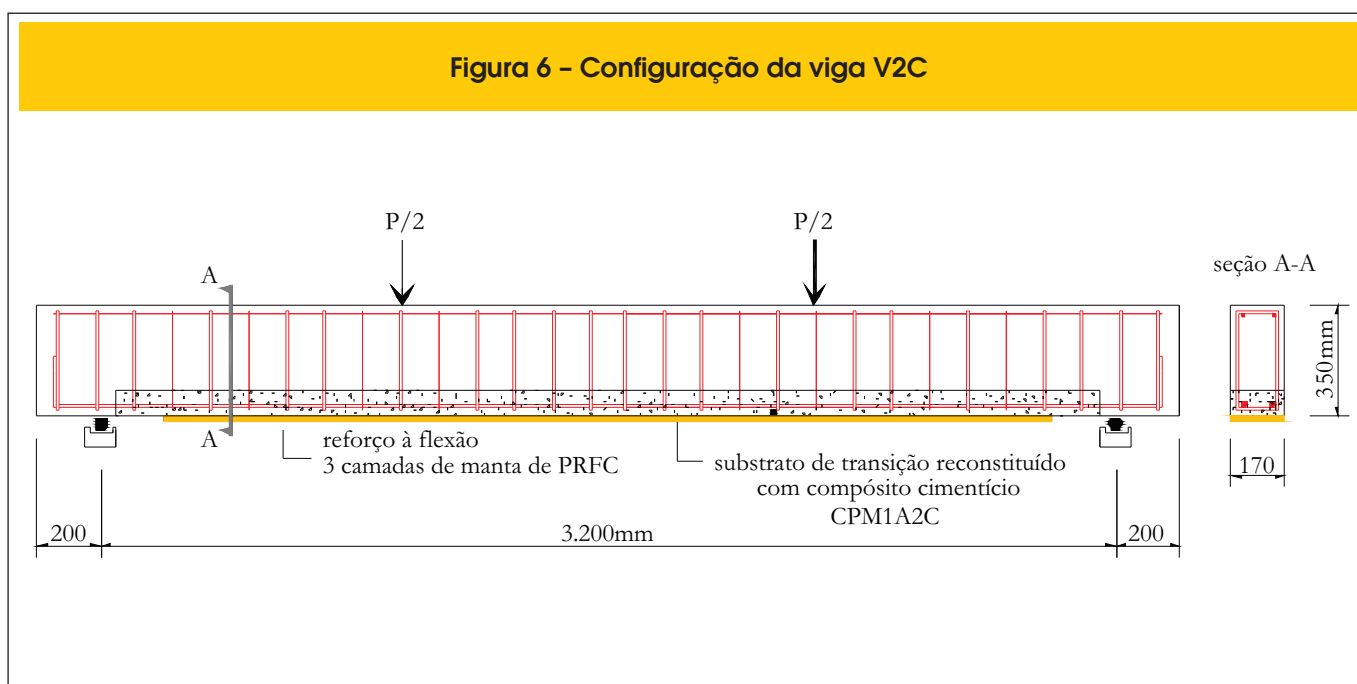 Figura 6 – Configuração da viga V2C
P/2
P/2
A
seção A-A
350mm
A
reforço à flexão
3 camadas de manta de PRFC
substrato de transição reconstituído
com compósito cimentício
CPM1A2C
170
200
3.200mm
200